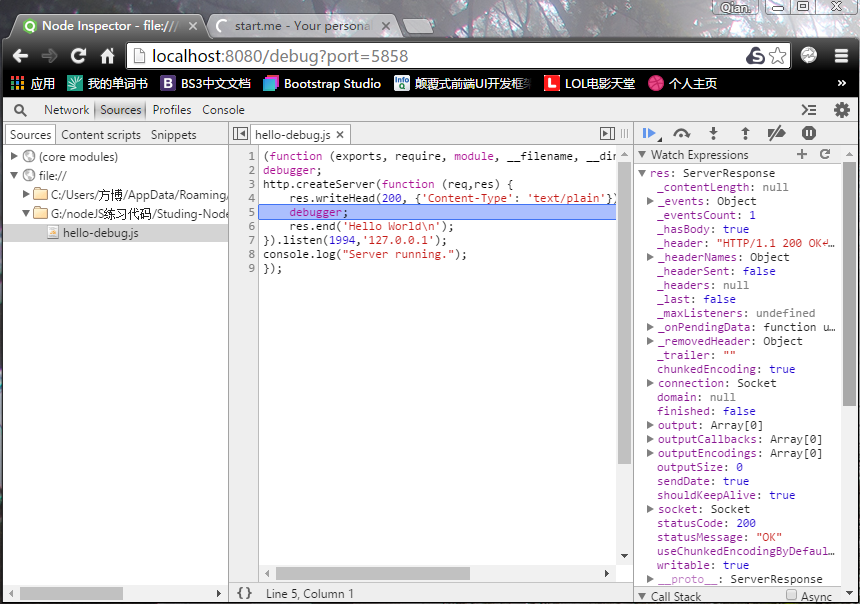 Node Inspector - file:///
start.me - Your personal
Qian.
localhost:8080/debug?port=5858
应用
我的单词书
B BS3中文文档
Bootstrap Studio
Info Q 颠覆式前端UI开发框架
L LOL电影天堂
个人主页
»
Network Sources Profiles Console
Sources Content scripts Snippets
hello-debug.js ×
(core modules)
file://
C:/Users/方博/AppData/Roaming/
G:/nodeJS练习代码/Studing-Node
hello-debug.js
1 (function (exports, require, module, __filename, __dir
2 debugger;
3 http.createServer(function (req,res) {
4 res.writeHead(200, {'Content-Type': 'text/plain'})
5 debugger;
6 res.end('Hello World\n');
7 }).listen(1994,'127.0.0.1');
8 console.log("Server running.");
9 });
{} Line 5, Column 1
Watch Expressions
res: ServerResponse
_contentLength: null
_events: Object
_eventsCount: 1
_hasBody: true
_header: "HTTP/1.1 200 OK↵…
_headerNames: Object
_headerSent: false
_headers: null
_last: false
_maxListeners: undefined
_onPendingData: function u…
_removedHeader: Object
_trailer: ""
chunkedEncoding: true
connection: Socket
domain: null
finished: false
output: Array[0]
outputCallbacks: Array[0]
outputEncodings: Array[0]
outputSize: 0
sendDate: true
shouldKeepAlive: true
socket: Socket
statusCode: 200
statusMessage: "OK"
useChunkedEncodingByDefaul…
writable: true
__proto__: ServerResponse
Call Stack Async